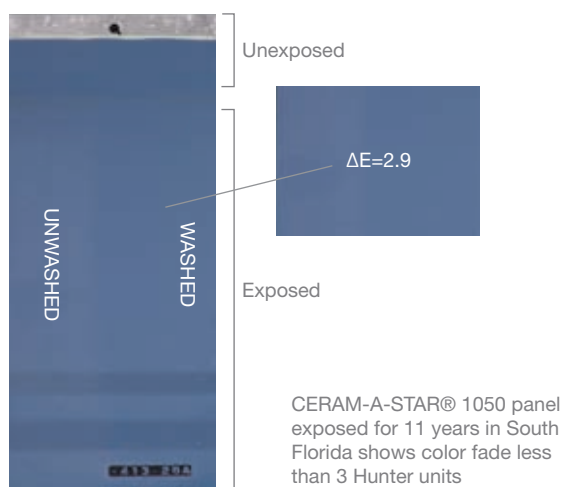 Unexposed
ΔE=2.9
UNWASHED
WASHED
Exposed
CERAM-A-STAR® 1050 panel
exposed for 11 years in South
Florida shows color fade less
than 3 Hunter units